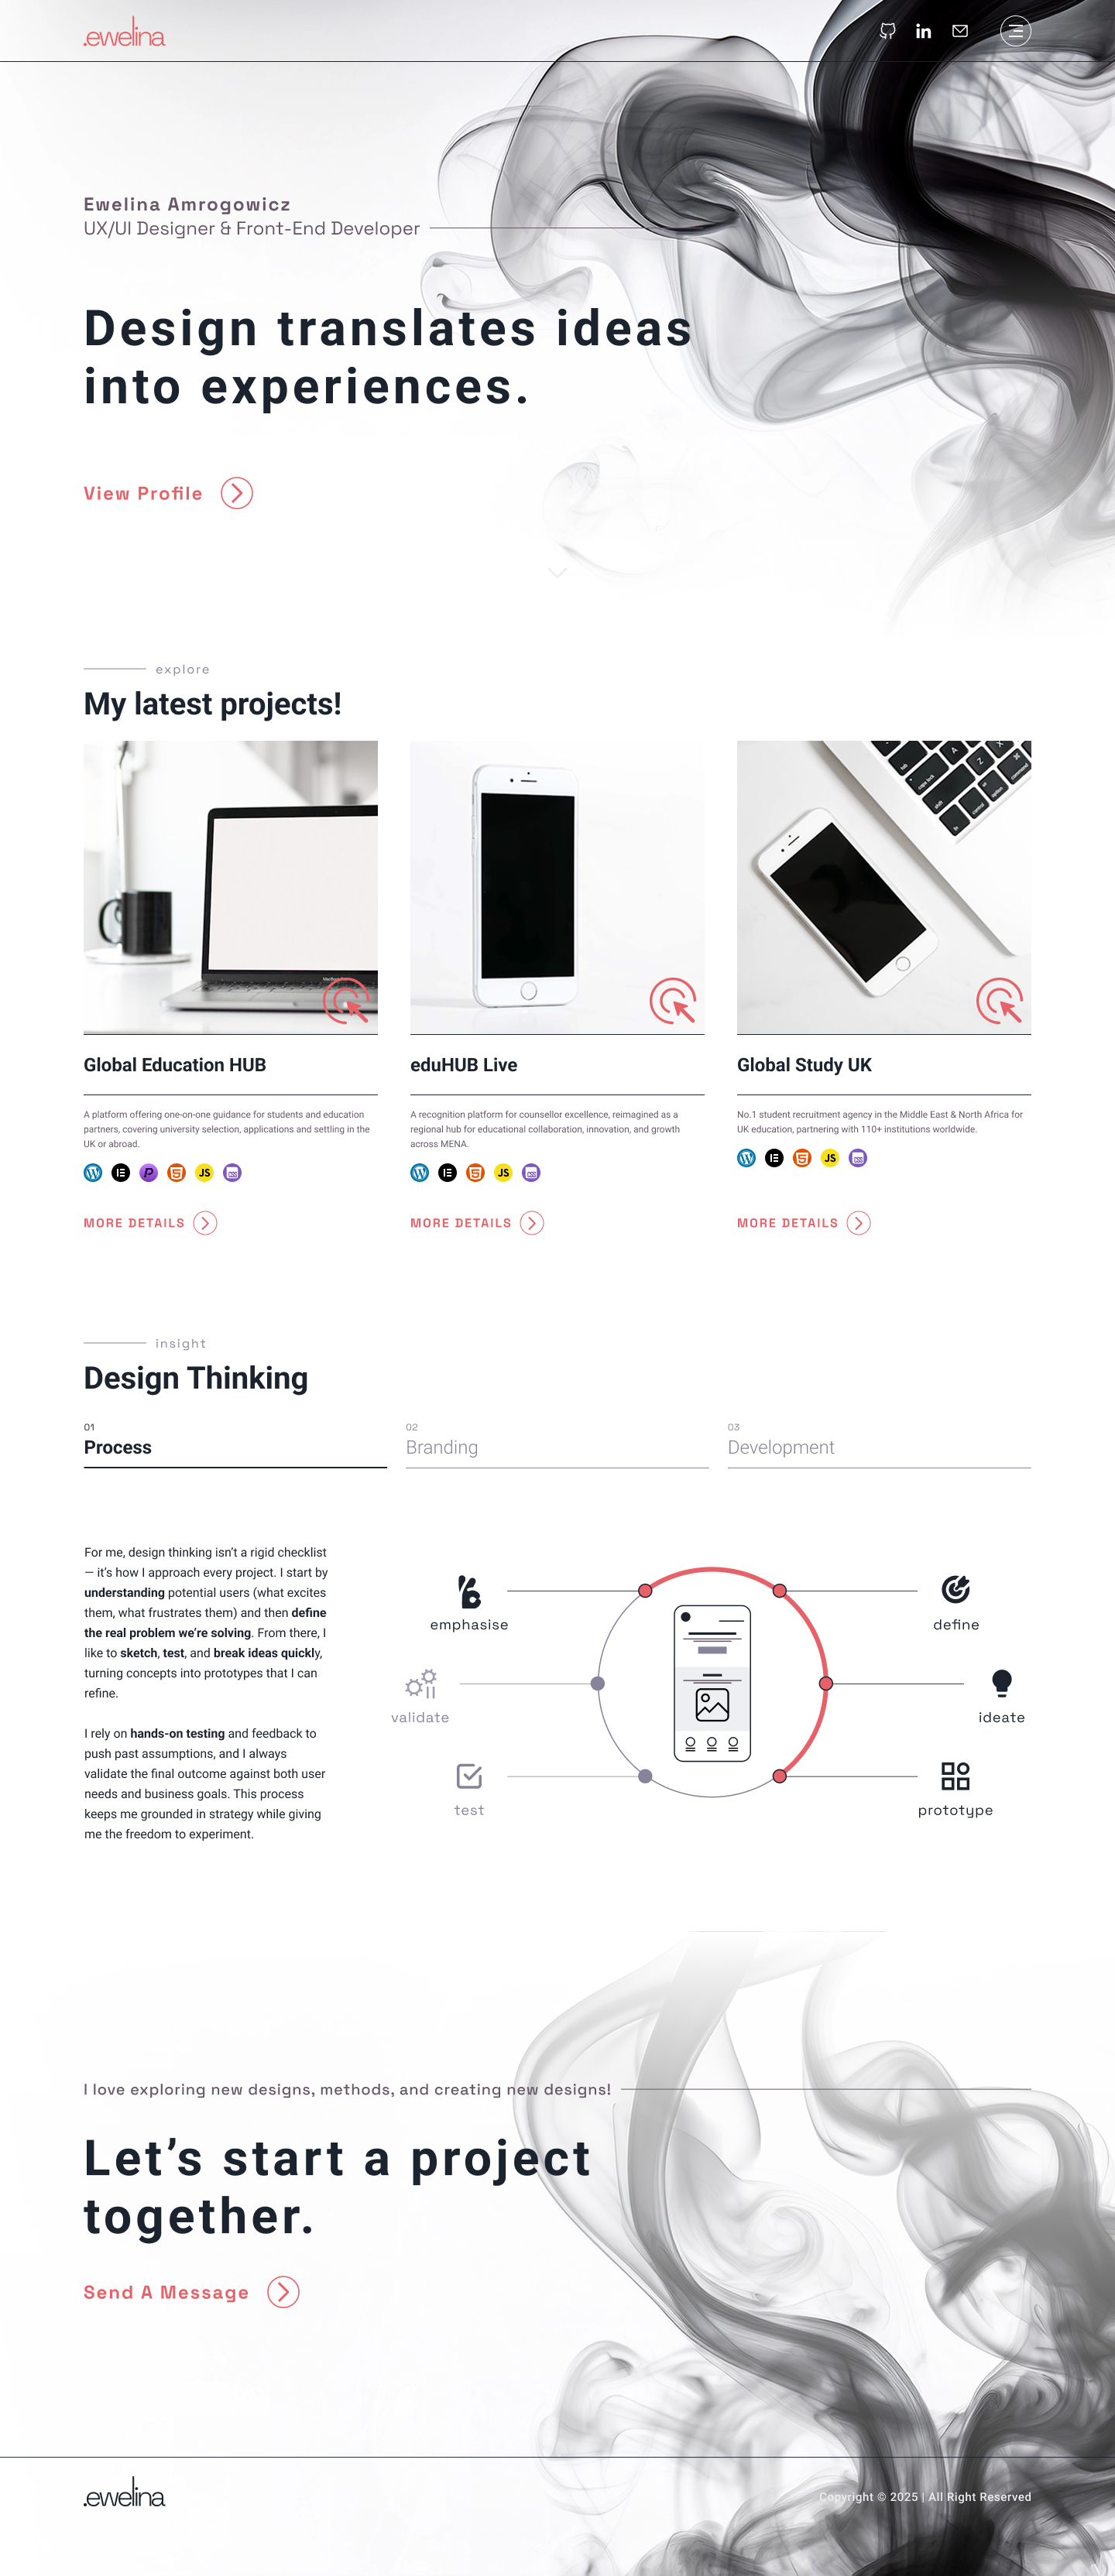 .ewelina
Ewelina Amrogowicz
UX/UI Designer & Front-End Developer
Design translates ideas
into experiences.
View Profile
explore
My latest projects!
Global Education HUB
A platform offering one-on-one guidance for students and education
partners, covering university selection, applications and settling in the
UK or abroad.
JS
MORE DETAILS
eduHUB Live
A recognition platform for counsellor excellence, reimagined as a
regional hub for educational collaboration, innovation, and growth
across MENA.
JS
MORE DETAILS
Global Study UK
No.1 student recruitment agency in the Middle East & North Africa for
UK education, partnering with 110+ institutions worldwide.
JS
MORE DETAILS
insight
Design Thinking
01
Process
02
Branding
03
Development
For me, design thinking isn’t a rigid checklist
— it’s how I approach every project. I start by
understanding potential users (what excites
them, what frustrates them) and then define
the real problem we’re solving. From there, I
like to sketch, test, and break ideas quickly,
turning concepts into prototypes that I can
refine.
I rely on hands-on testing and feedback to
push past assumptions, and I always
validate the final outcome against both user
needs and business goals. This process
keeps me grounded in strategy while giving
me the freedom to experiment.
emphasise
define
validate
ideate
test
prototype
I love exploring new designs, methods, and creating new designs!
Let’s start a project
together.
Send A Message
.ewelina
Copyright © 2025 | All Right Reserved